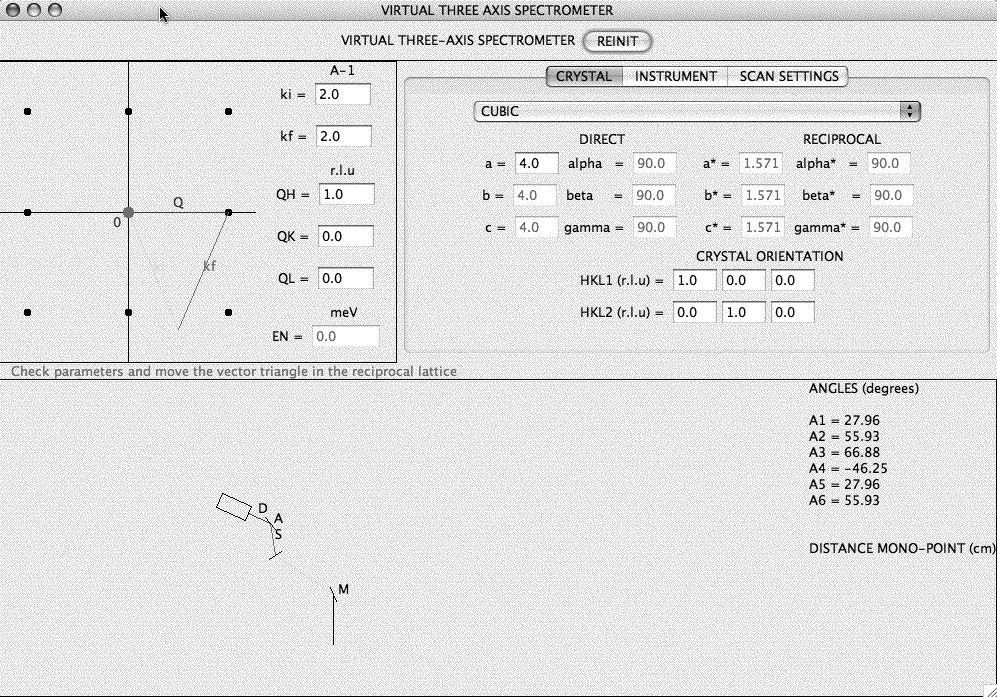 VIRTUAL THREE AXIS SPECTROMETER
VIRTUAL THREE-AXIS SPECTROMETER REINIT
A-1
ki = 2.0
kf = 2.0
r.l.u
QH = 1.0
QK = 0.0
QL = 0.0
meV
EN = 0.0
Q
0
ki
kf
CRYSTAL INSTRUMENT SCAN SETTINGS
CUBIC
DIRECT RECIPROCAL
a = 4.0 alpha = 90.0 a* = 1.571 alpha* = 90.0
b = 4.0 beta = 90.0 b* = 1.571 beta* = 90.0
c = 4.0 gamma = 90.0 c* = 1.571 gamma* = 90.0
CRYSTAL ORIENTATION
HKL1 (r.l.u) = 1.0 0.0 0.0
HKL2 (r.l.u) = 0.0 1.0 0.0
Check parameters and move the vector triangle in the reciprocal lattice
D
A
S
M
ANGLES (degrees)
A1 = 27.96
A2 = 55.93
A3 = 66.88
A4 = -46.25
A5 = 27.96
A6 = 55.93
DISTANCE MONO-POINT (cm)